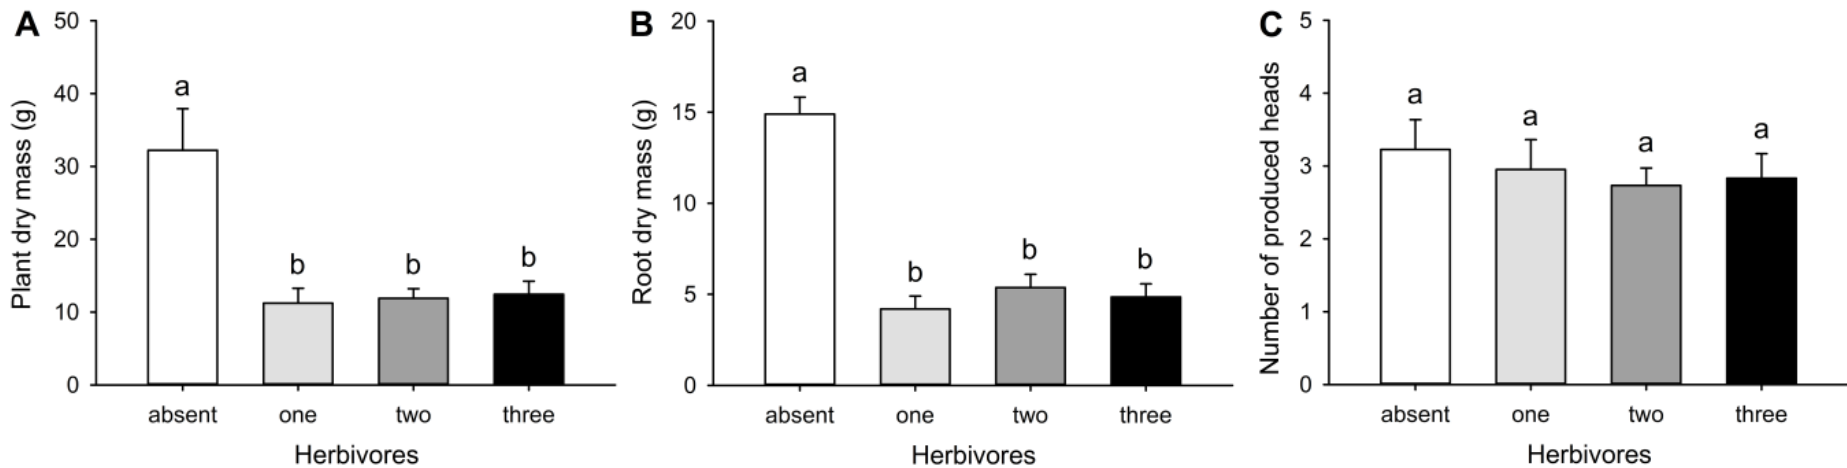 A
Plant dry mass (g)
50
40
30
20
10
0
a
b
b
b
absent one two three
Herbivores
B
Root dry mass (g)
20
15
10
5
0
a
b
b
b
absent one two three
Herbivores
C
Number of produced heads
5
4
3
2
1
0
a
a
a
a
absent one two three
Herbivores